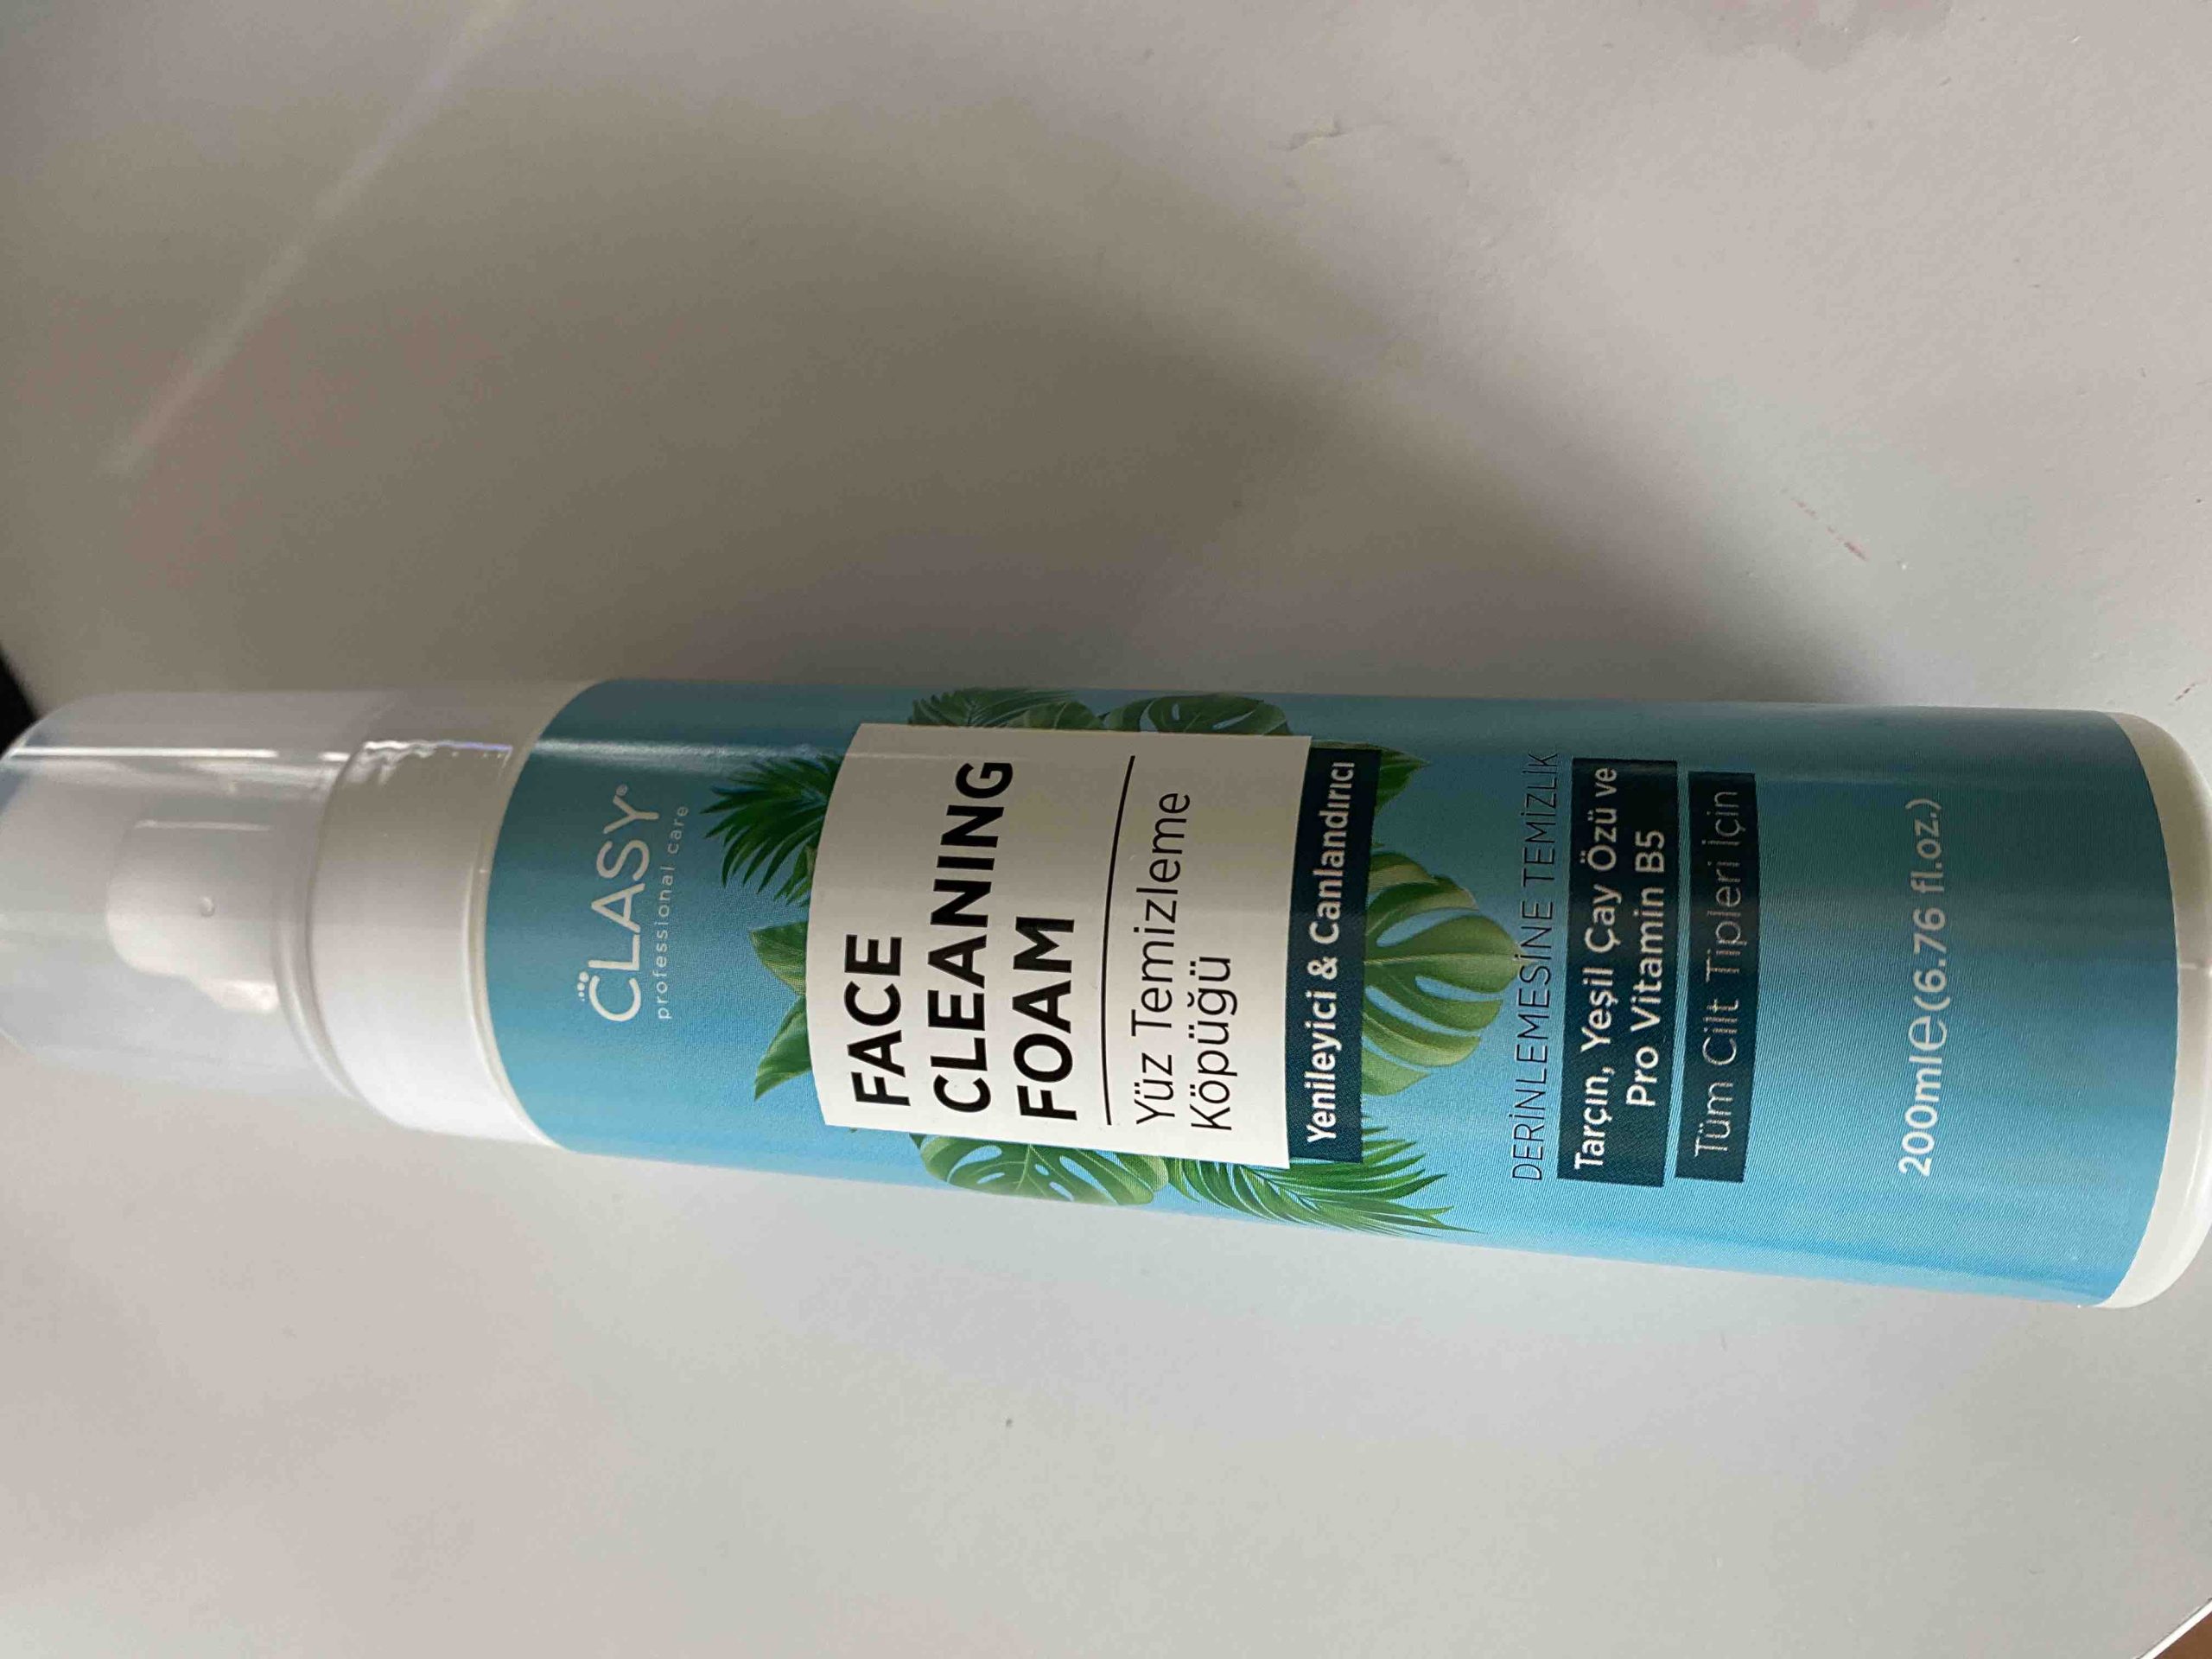 CLASY®
professional care
FACE
CLEANING
FOAM
Yüz Temizleme
Köpüğü
Yenileyici & Canlandırıcı
DERİNLEMESİNE TEMİZLİK
Tarçın, Yeşil Çay Özü ve
Pro Vitamin B5
Tüm Cilt Tipleri İçin
200ml℮(6.76 fl.oz.)